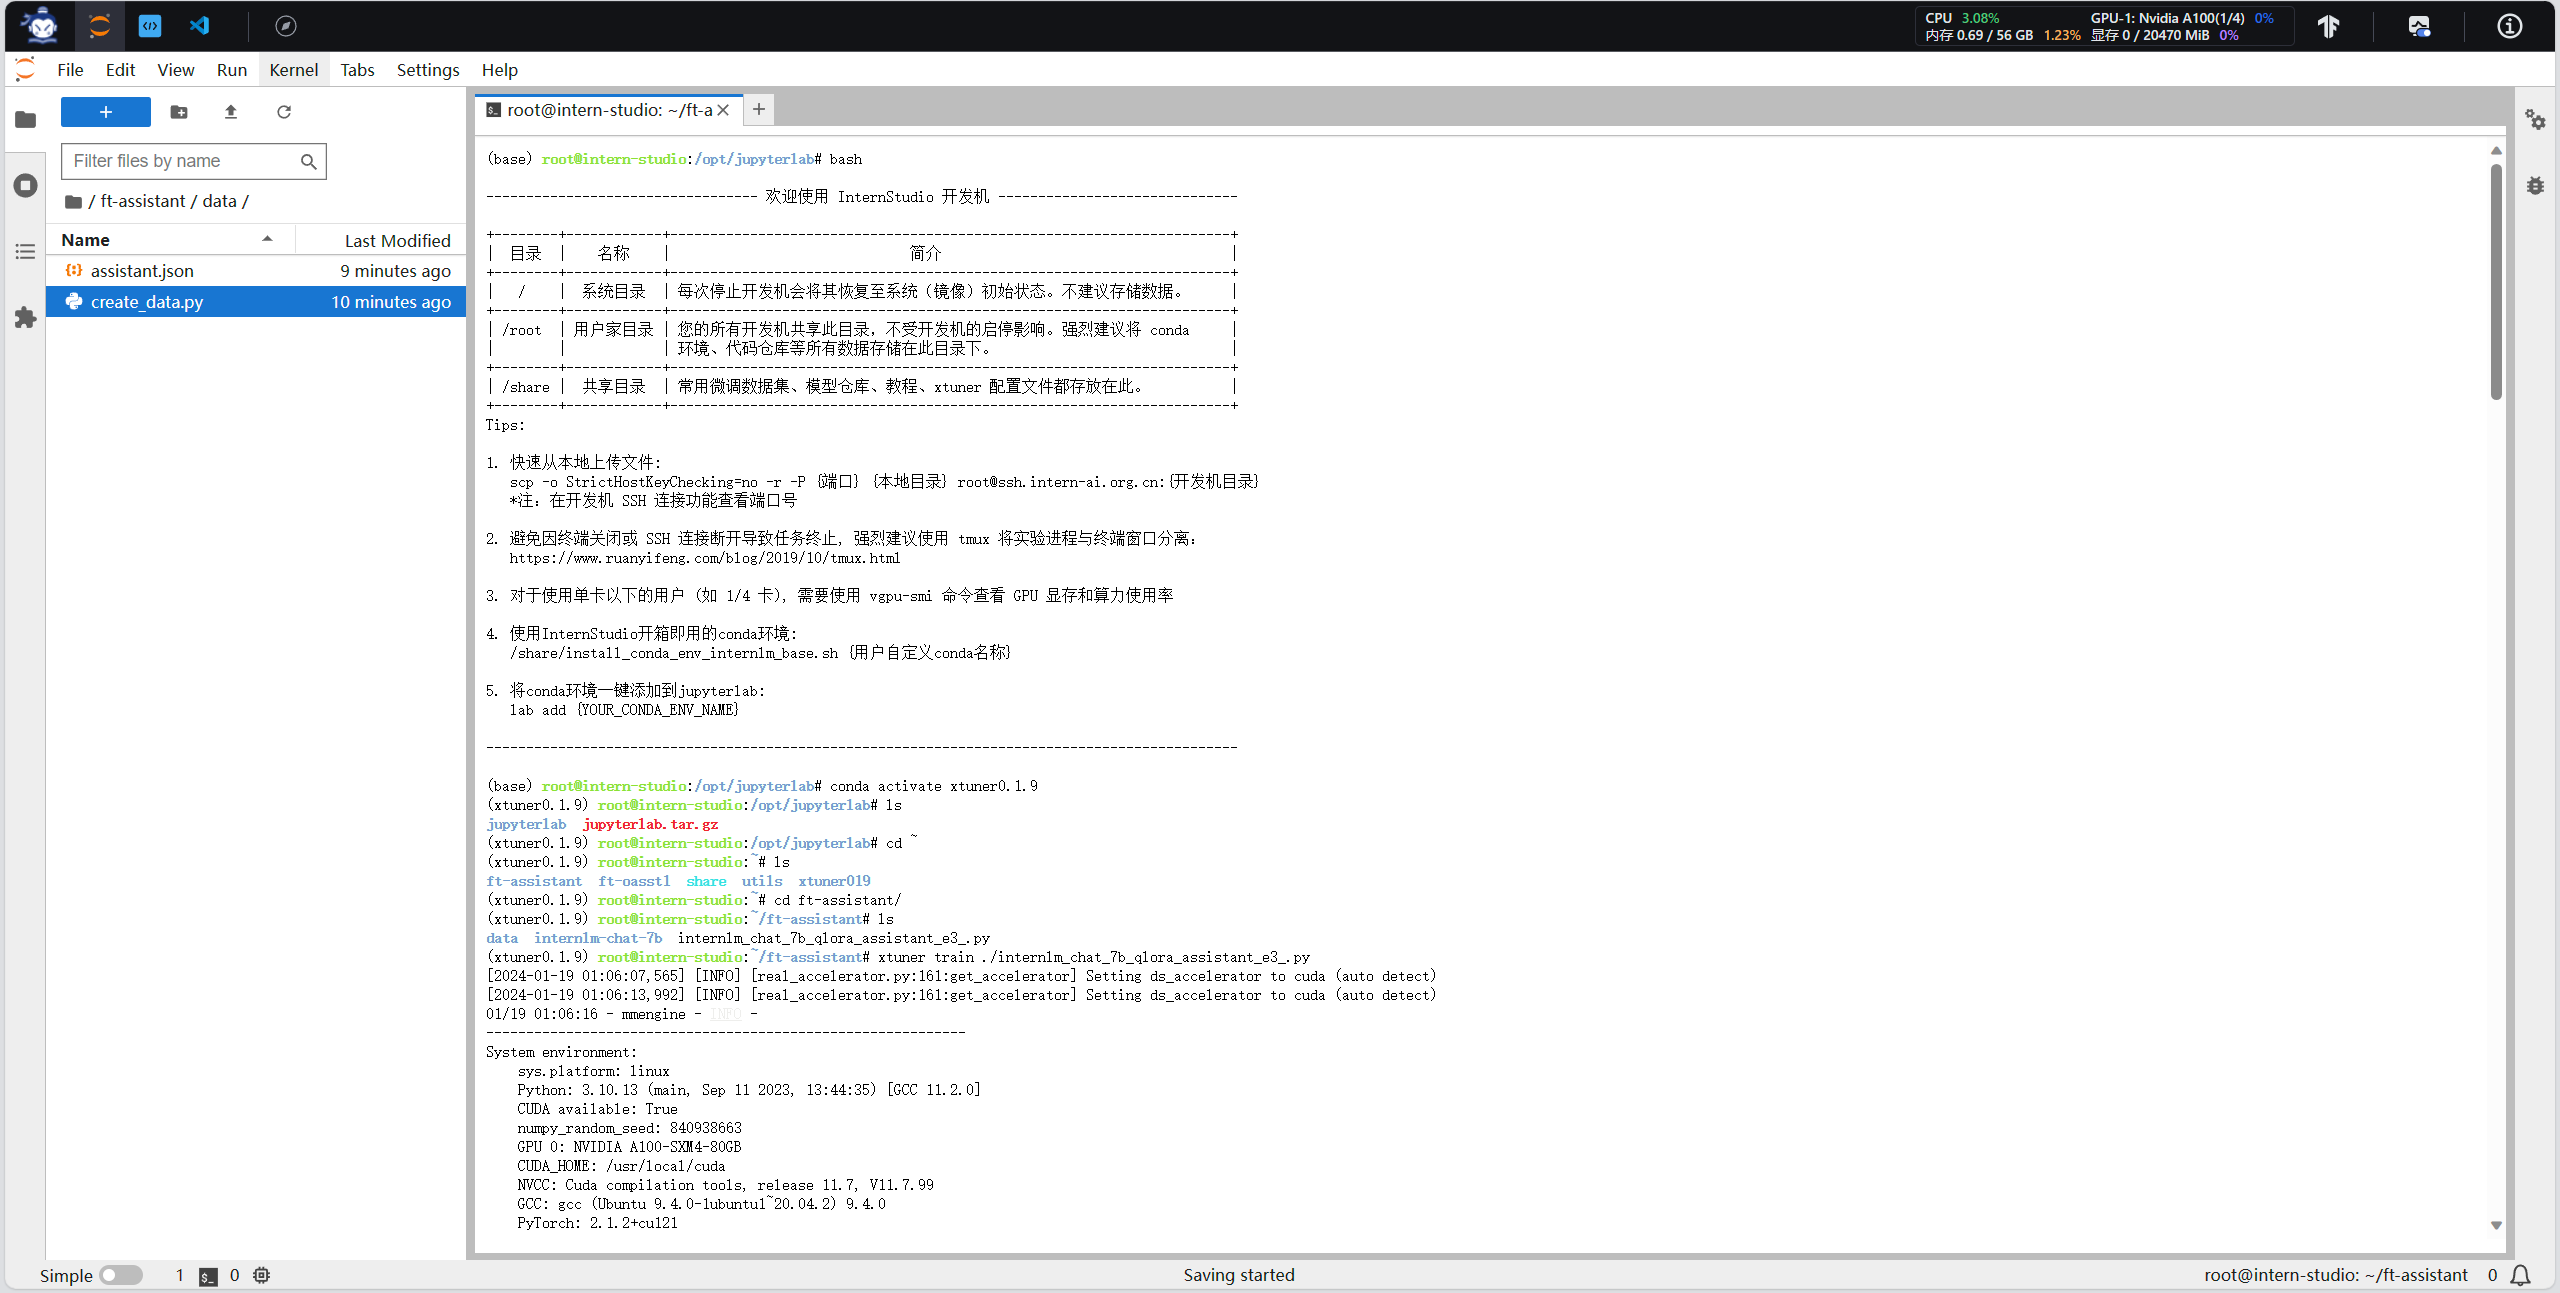 CPU 3.08% GPU-1: Nvidia A100(1/4) 0%
内存 0.69 / 56 GB 1.23% 显存 0 / 20470 MiB 0%
File Edit View Run Kernel Tabs Settings Help
+
root@intern-studio: ~/ft-a
Filter files by name
/ ft-assistant / data /
Name Last Modified
assistant.json 9 minutes ago
create_data.py 10 minutes ago
(base) root@intern-studio:/opt/jupyterlab# bash
---------------------------------- 欢迎使用 InternStudio 开发机 ------------------------------
+--------+------------+----------------------------------------------------------------------+
| 目录 | 名称 | 简介 |
+--------+------------+----------------------------------------------------------------------+
| / | 系统目录 | 每次停止开发机会将其恢复至系统（镜像）初始状态。不建议存储数据。 |
+--------+------------+----------------------------------------------------------------------+
| /root | 用户家目录 | 您的所有开发机共享此目录，不受开发机的启停影响。强烈建议将 conda |
| | | 环境、代码仓库等所有数据存储在此目录下。 |
+--------+------------+----------------------------------------------------------------------+
| /share | 共享目录 | 常用微调数据集、模型仓库、教程、xtuner 配置文件都存放在此。 |
+--------+------------+----------------------------------------------------------------------+
Tips:
1. 快速从本地上传文件:
scp -o StrictHostKeyChecking=no -r -P {端口} {本地目录} root@ssh.intern-ai.org.cn:{开发机目录}
*注: 在开发机 SSH 连接功能查看端口号
2. 避免因终端关闭或 SSH 连接断开导致任务终止, 强烈建议使用 tmux 将实验进程与终端窗口分离:
https://www.ruanyifeng.com/blog/2019/10/tmux.html
3. 对于使用单卡以下的用户 (如 1/4 卡), 需要使用 vgpu-smi 命令查看 GPU 显存和算力使用率
4. 使用InternStudio开箱即用的conda环境:
/share/install_conda_env_internlm_base.sh {用户自定义conda名称}
5. 将conda环境一键添加到jupyterlab:
lab add {YOUR_CONDA_ENV_NAME}
----------------------------------------------------------------------------------------------
(base) root@intern-studio:/opt/jupyterlab# conda activate xtuner0.1.9
(xtuner0.1.9) root@intern-studio:/opt/jupyterlab# ls
jupyterlab jupyterlab.tar.gz
(xtuner0.1.9) root@intern-studio:/opt/jupyterlab# cd ~
(xtuner0.1.9) root@intern-studio:~# ls
ft-assistant ft-oasst1 share utils xtuner019
(xtuner0.1.9) root@intern-studio:~# cd ft-assistant/
(xtuner0.1.9) root@intern-studio:~/ft-assistant# ls
data internlm-chat-7b internlm_chat_7b_qlora_assistant_e3_.py
(xtuner0.1.9) root@intern-studio:~/ft-assistant# xtuner train ./internlm_chat_7b_qlora_assistant_e3_.py
[2024-01-19 01:06:07,565] [INFO] [real_accelerator.py:161:get_accelerator] Setting ds_accelerator to cuda (auto detect)
[2024-01-19 01:06:13,992] [INFO] [real_accelerator.py:161:get_accelerator] Setting ds_accelerator to cuda (auto detect)
01/19 01:06:16 - mmengine - INFO -
------------------------------------------------------------
System environment:
sys.platform: linux
Python: 3.10.13 (main, Sep 11 2023, 13:44:35) [GCC 11.2.0]
CUDA available: True
numpy_random_seed: 840938663
GPU 0: NVIDIA A100-SXM4-80GB
CUDA_HOME: /usr/local/cuda
NVCC: Cuda compilation tools, release 11.7, V11.7.99
GCC: gcc (Ubuntu 9.4.0-1ubuntu1~20.04.2) 9.4.0
PyTorch: 2.1.2+cu121
Simple 1 0 Saving started root@intern-studio: ~/ft-assistant 0